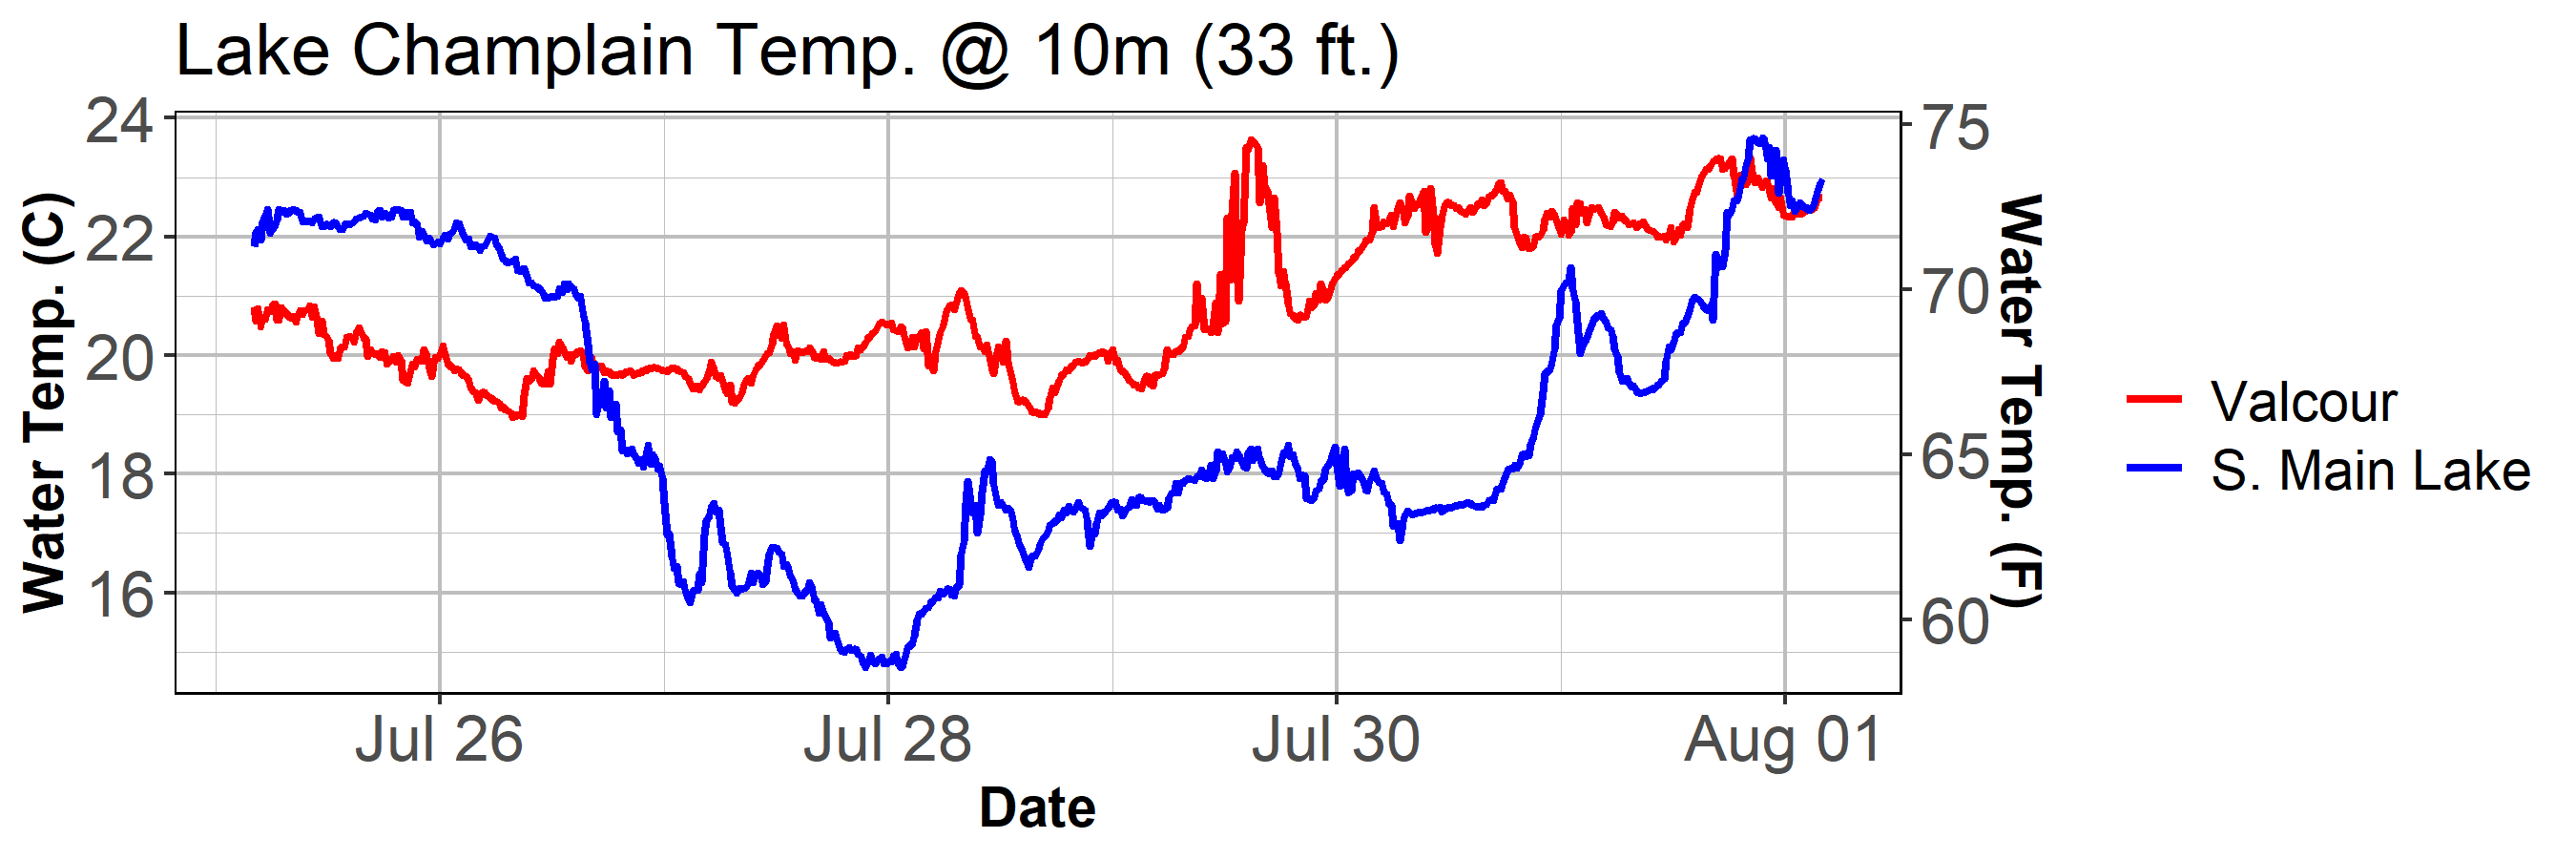 Lake Champlain Temp. @ 10m (33 ft.)
Water Temp. (C)
24
22
20
18
16
75
70
65
60
Water Temp. (F)
Jul 26
Jul 28
Jul 30
Aug 01
Date
Valcour
S. Main Lake